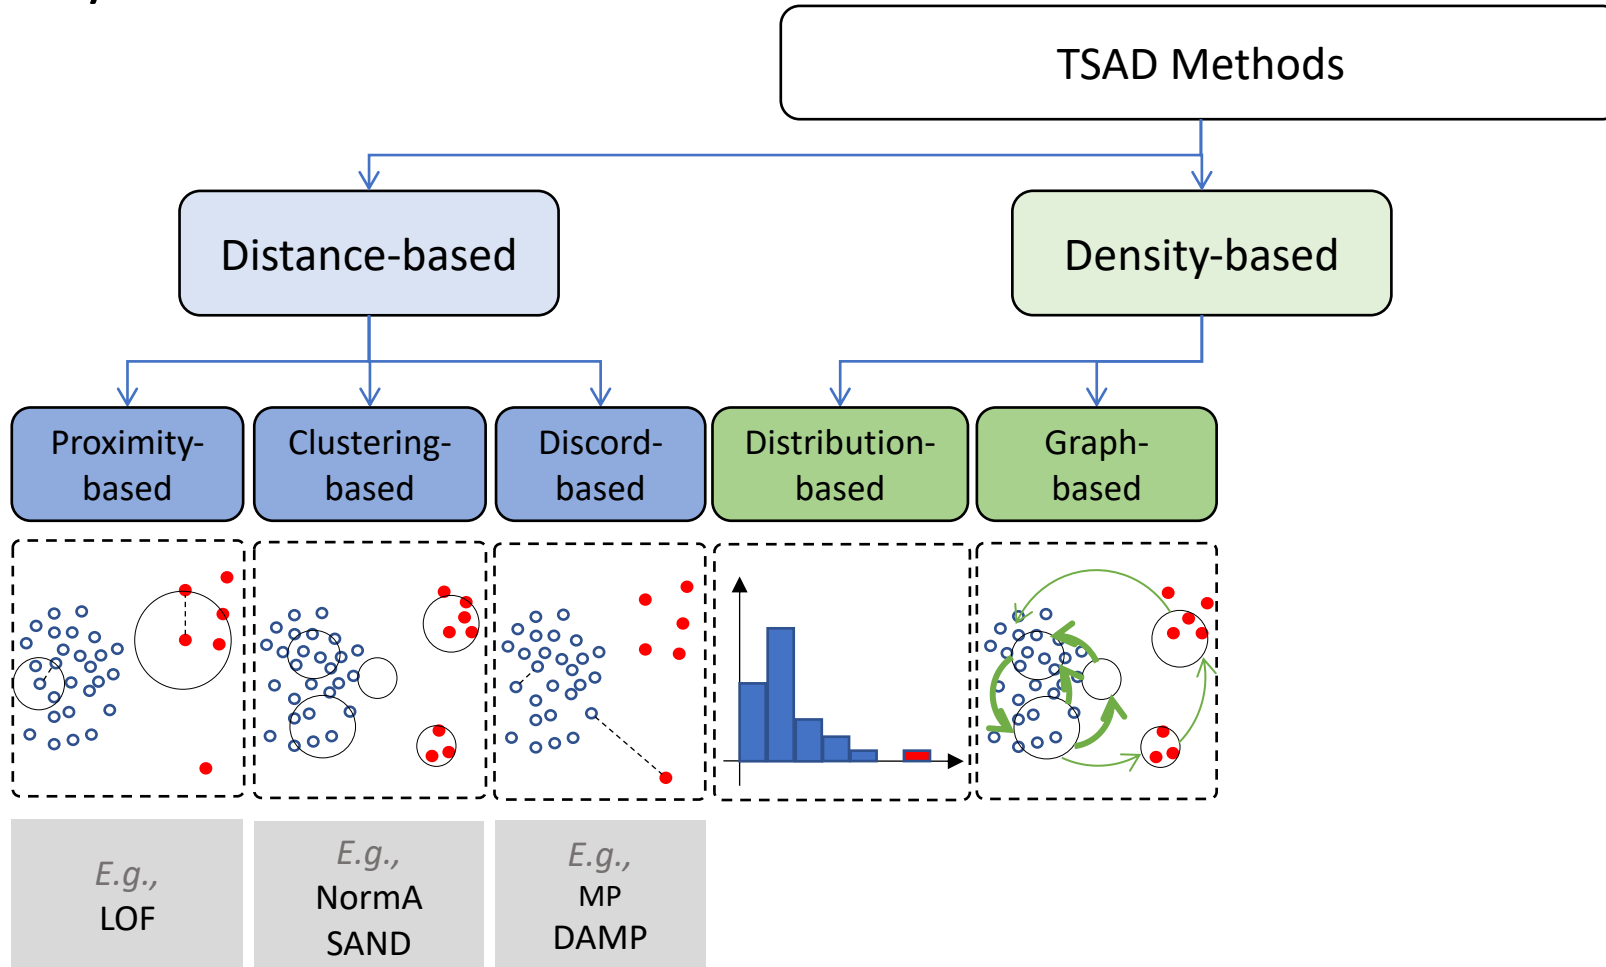 TSAD Methods
Distance-based
Density-based
Proximity-
based
Clustering-
based
Discord-
based
Distribution-
based
Graph-
based
E.g.,
LOF
E.g.,
NormA
SAND
E.g.,
MP
DAMP